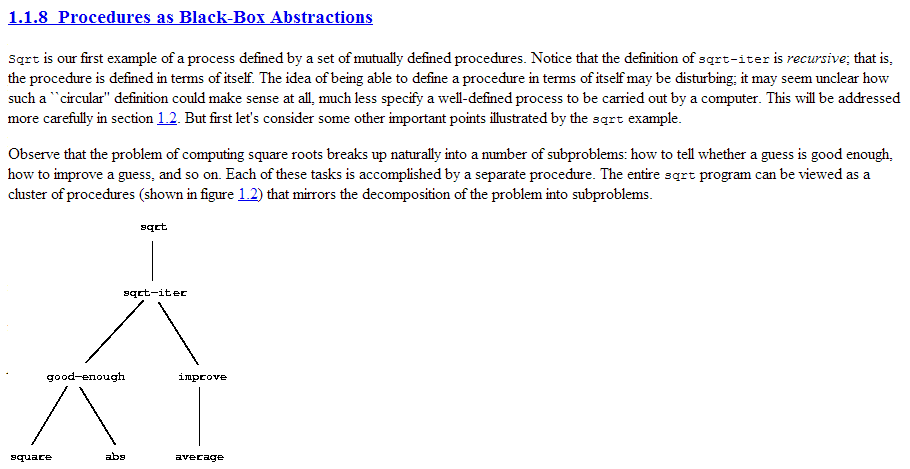 1.1.8 Procedures as Black-Box Abstractions
Sqrt is our first example of a process defined by a set of mutually defined procedures. Notice that the definition of sqrt-iter is recursive; that is,
the procedure is defined in terms of itself. The idea of being able to define a procedure in terms of itself may be disturbing; it may seem unclear how
such a ``circular'' definition could make sense at all, much less specify a well-defined process to be carried out by a computer. This will be addressed
more carefully in section 1.2. But first let's consider some other important points illustrated by the sqrt example.
Observe that the problem of computing square roots breaks up naturally into a number of subproblems: how to tell whether a guess is good enough,
how to improve a guess, and so on. Each of these tasks is accomplished by a separate procedure. The entire sqrt program can be viewed as a
cluster of procedures (shown in figure 1.2) that mirrors the decomposition of the problem into subproblems.
sqrt
sqrt-iter
good-enough improve
square abs average